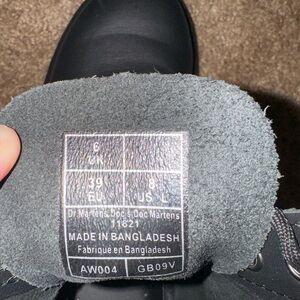 6
UK
39 8
EU US L
Dr. Martens, Doc's, Doc Martens
11821
MADE IN BANGLADESH
Fabriqué en Bangladesh
AW004 GB09V